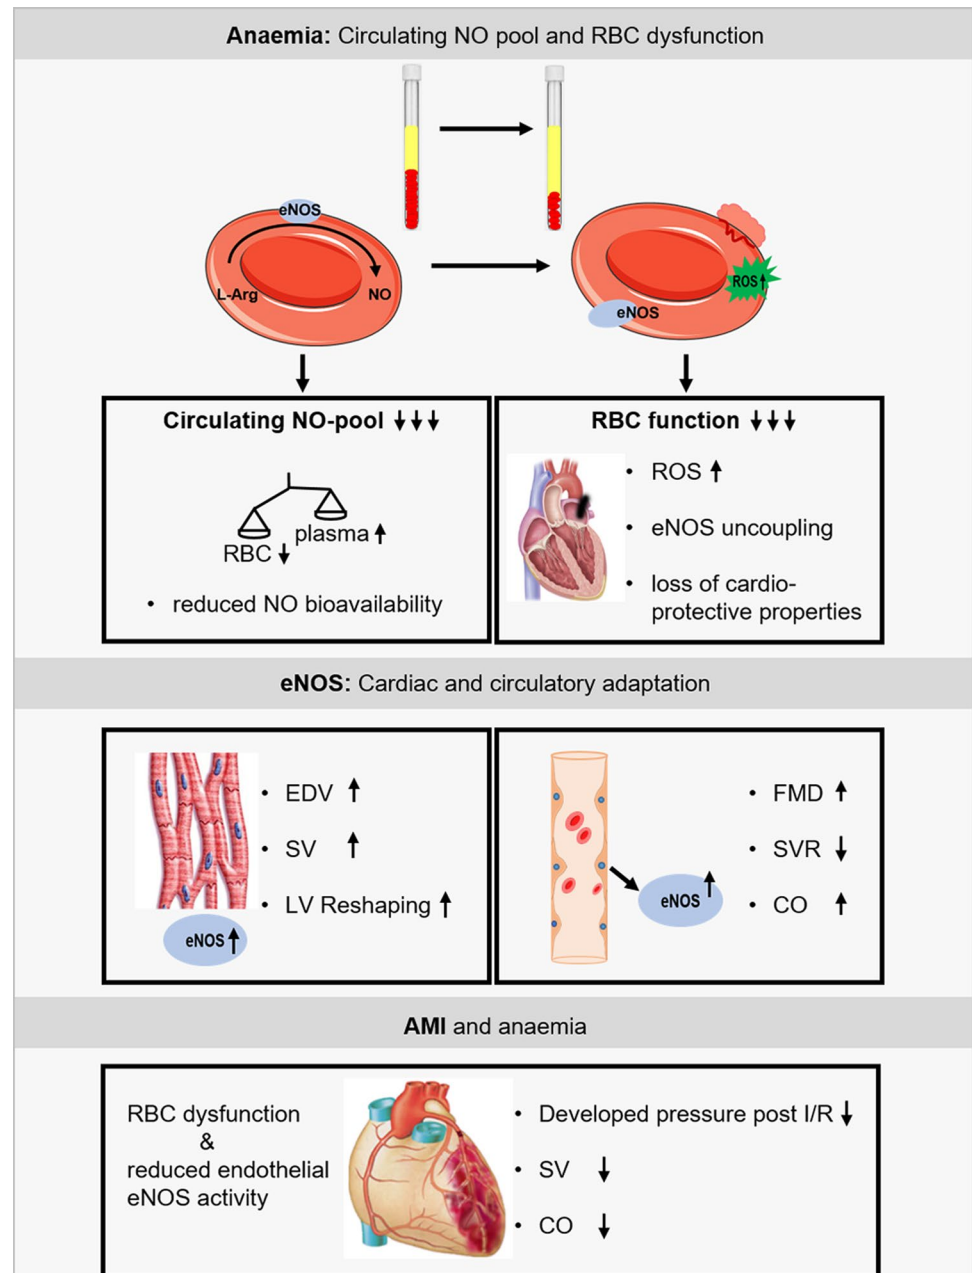 Anaemia: Circulating NO pool and RBC dysfunction
eNOS
L-Arg
NO
ROS↑
eNOS
Circulating NO-pool ↓↓↓
plasma ↑
RBC ↓
• reduced NO bioavailability
RBC function ↓↓↓
• ROS ↑
• eNOS uncoupling
• loss of cardio-
protective properties
eNOS: Cardiac and circulatory adaptation
• EDV ↑
• SV ↑
• LV Reshaping ↑
eNOS ↑
eNOS ↑
• FMD ↑
• SVR ↓
• CO ↑
AMI and anaemia
RBC dysfunction
&
reduced endothelial
eNOS activity
• Developed pressure post I/R ↓
• SV ↓
• CO ↓